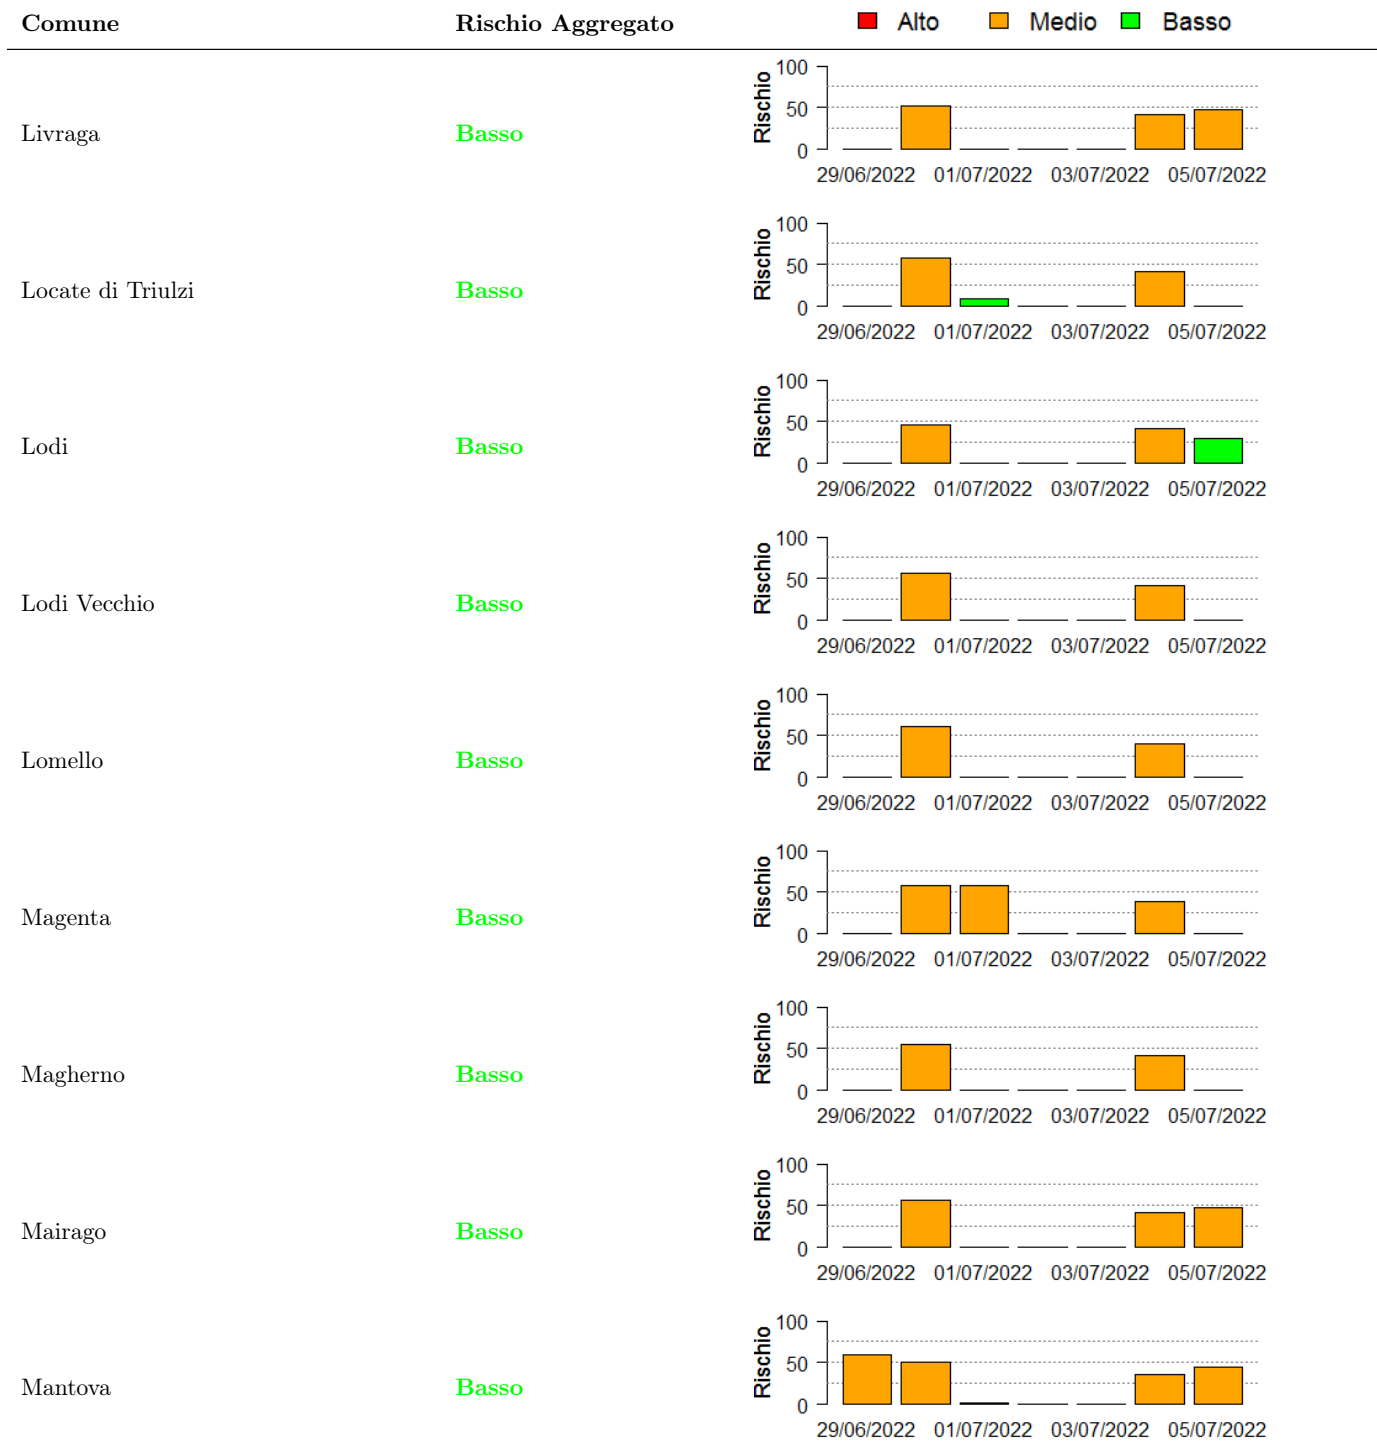 Comune Rischio Aggregato Alto Medio Basso
100
50
0
Rischio
Livraga Basso
29/06/2022 01/07/2022 03/07/2022 05/07/2022
100
50
0
Rischio
Locate di Triulzi Basso
29/06/2022 01/07/2022 03/07/2022 05/07/2022
100
50
0
Rischio
Lodi Basso
29/06/2022 01/07/2022 03/07/2022 05/07/2022
100
50
0
Rischio
Lodi Vecchio Basso
29/06/2022 01/07/2022 03/07/2022 05/07/2022
100
50
0
Rischio
Lomello Basso
29/06/2022 01/07/2022 03/07/2022 05/07/2022
100
50
0
Rischio
Magenta Basso
29/06/2022 01/07/2022 03/07/2022 05/07/2022
100
50
0
Rischio
Magherno Basso
29/06/2022 01/07/2022 03/07/2022 05/07/2022
100
50
0
Rischio
Mairago Basso
29/06/2022 01/07/2022 03/07/2022 05/07/2022
100
50
0
Rischio
Mantova Basso
29/06/2022 01/07/2022 03/07/2022 05/07/2022